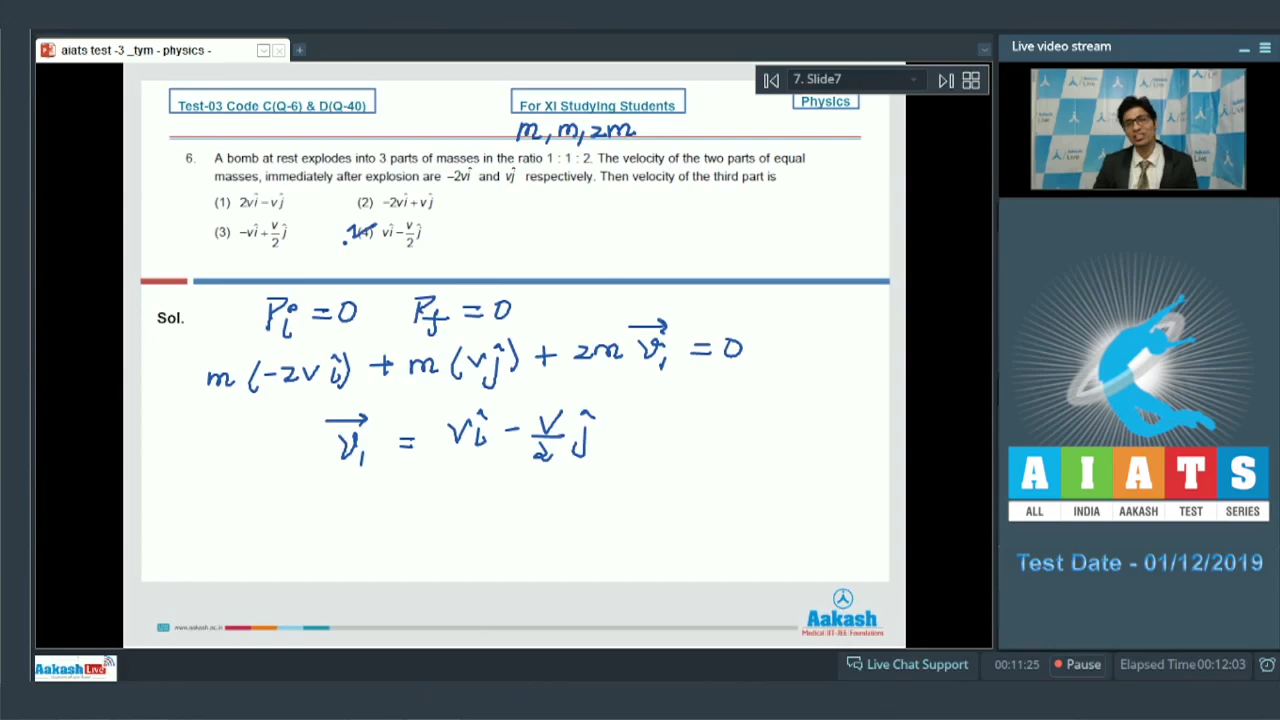 aiats test -3 _tym - physics -
Live video stream
7. Slide7
Test-03 Code C(Q-6) & D(Q-40)
For XI Studying Students
Physics
m, m, 2m
6. A bomb at rest explodes into 3 parts of masses in the ratio 1 : 1 : 2. The velocity of the two parts of equal
masses, immediately after explosion are −2vî and vĵ respectively. Then velocity of the third part is
(1) 2vî − vĵ (2) −2vî + vĵ
(3) −vî + v/2 ĵ (4) vî − v/2 ĵ
Sol. P⃗i = 0 P⃗f = 0
m (−2v î) + m (v ĵ) + 2m v⃗₁ = 0
v⃗₁ = v î − v/2 ĵ
A I A T S
ALL INDIA AAKASH TEST SERIES
Test Date - 01/12/2019
www.aakash.ac.in
Aakash
Medical|IIT-JEE|Foundations
Aakash Live
Live Chat Support
00:11:25
Pause
Elapsed Time 00:12:03